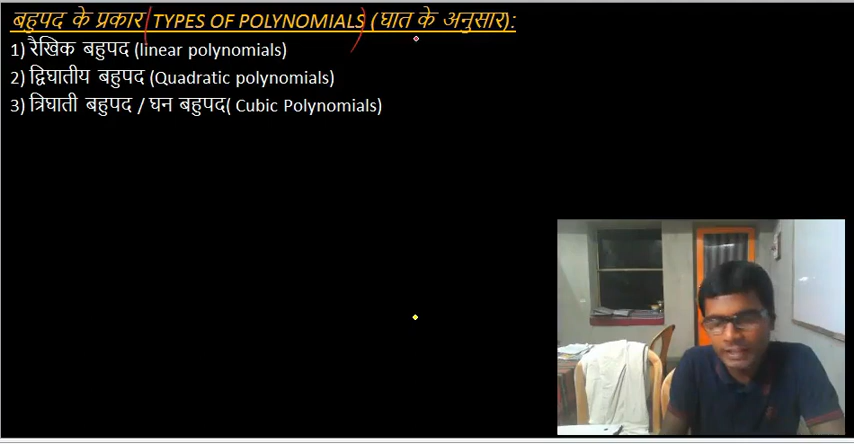 बहुपद के प्रकार (TYPES OF POLYNOMIALS) (घात के अनुसार):
1) रैखिक बहुपद (linear polynomials)
2) द्विघातीय बहुपद (Quadratic polynomials)
3) त्रिघाती बहुपद / घन बहुपद( Cubic Polynomials)